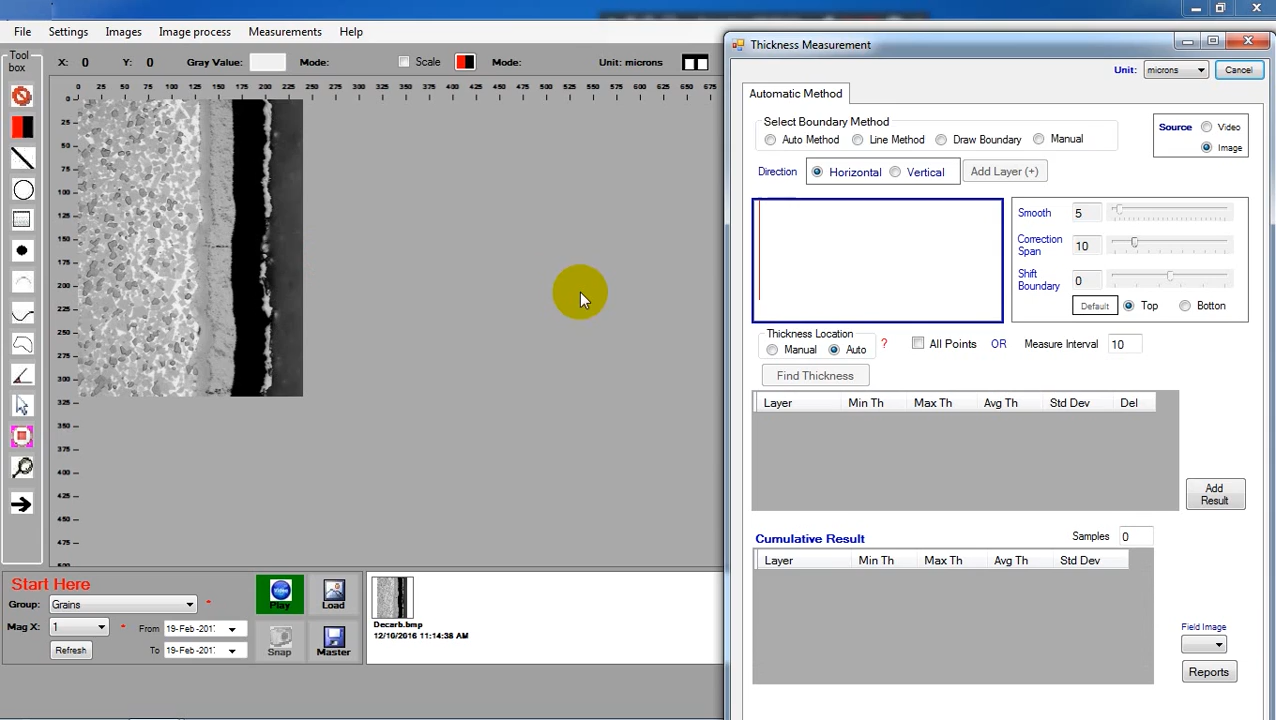 File Settings Images Image process Measurements Help
Tool box
X: 0 Y: 0 Gray Value: Mode: Scale Mode: Unit: microns
0 25 50 75 100 125 150 175 200 225 250 275 300 325 350 375 400 425 450 475 500 525 550 575 600 625 650 675
0
25
50
75
100
125
150
175
200
225
250
275
300
325
350
375
400
425
450
475
500
Start Here
Group: Grains *
Mag X: 1 * From 19-Feb-201
Refresh To 19-Feb-201
Video
Play Load
Snap Master
Decarb.bmp
12/10/2016 11:14:38 AM
Thickness Measurement
Unit: microns Cancel
Automatic Method
Select Boundary Method
Auto Method Line Method Draw Boundary Manual
Source Video
Image
Direction Horizontal Vertical Add Layer (+)
Smooth 5
Correction Span 10
Shift Boundary 0
Default Top Botton
Thickness Location
Manual Auto ? All Points OR Measure Interval 10
Find Thickness
Layer Min Th Max Th Avg Th Std Dev Del
Add Result
Cumulative Result Samples 0
Layer Min Th Max Th Avg Th Std Dev
Field Image
Reports